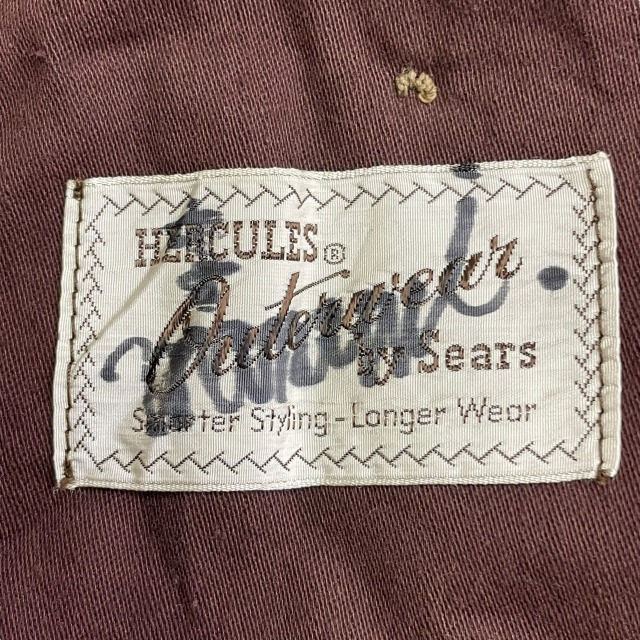 HERCULES®
Outerwear
by Sears
Smarter Styling-Longer Wear